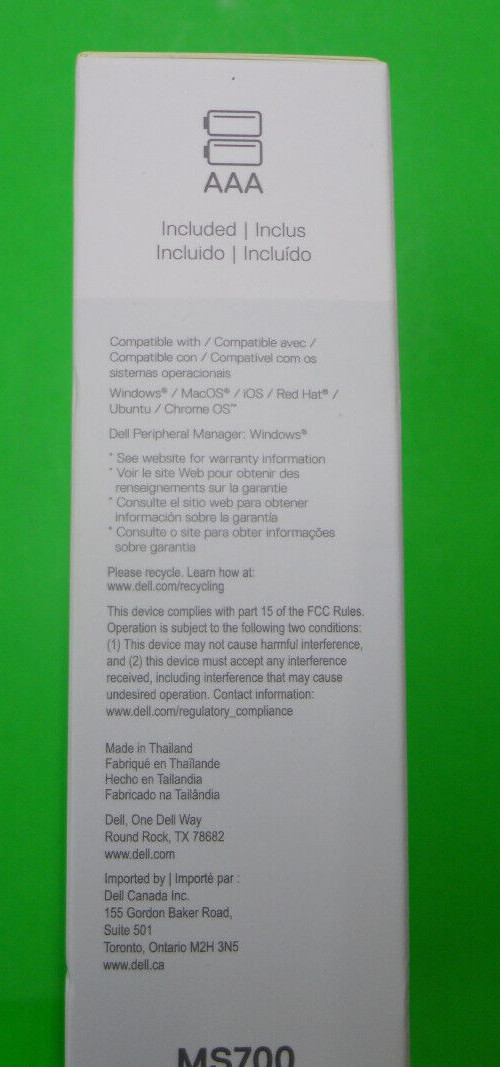 AAA
Included | Inclus
Incluido | Incluído
Compatible with / Compatible avec /
Compatible con / Compatível com os
sistemas operacionais
Windows® / MacOS® / iOS / Red Hat® /
Ubuntu / Chrome OS™
Dell Peripheral Manager: Windows®
* See website for warranty information
* Voir le site Web pour obtenir des
renseignements sur la garantie
* Consulte el sitio web para obtener
información sobre la garantía
* Consulte o site para obter informações
sobre garantia
Please recycle. Learn how at:
www.dell.com/recycling
This device complies with part 15 of the FCC Rules.
Operation is subject to the following two conditions:
(1) This device may not cause harmful interference,
and (2) this device must accept any interference
received, including interference that may cause
undesired operation. Contact information:
www.dell.com/regulatory_compliance
Made in Thailand
Fabriqué en Thaïlande
Hecho en Tailandia
Fabricado na Tailândia
Dell, One Dell Way
Round Rock, TX 78682
www.dell.com
Imported by | Importé par :
Dell Canada Inc.
155 Gordon Baker Road,
Suite 501
Toronto, Ontario M2H 3N5
www.dell.ca
MS700